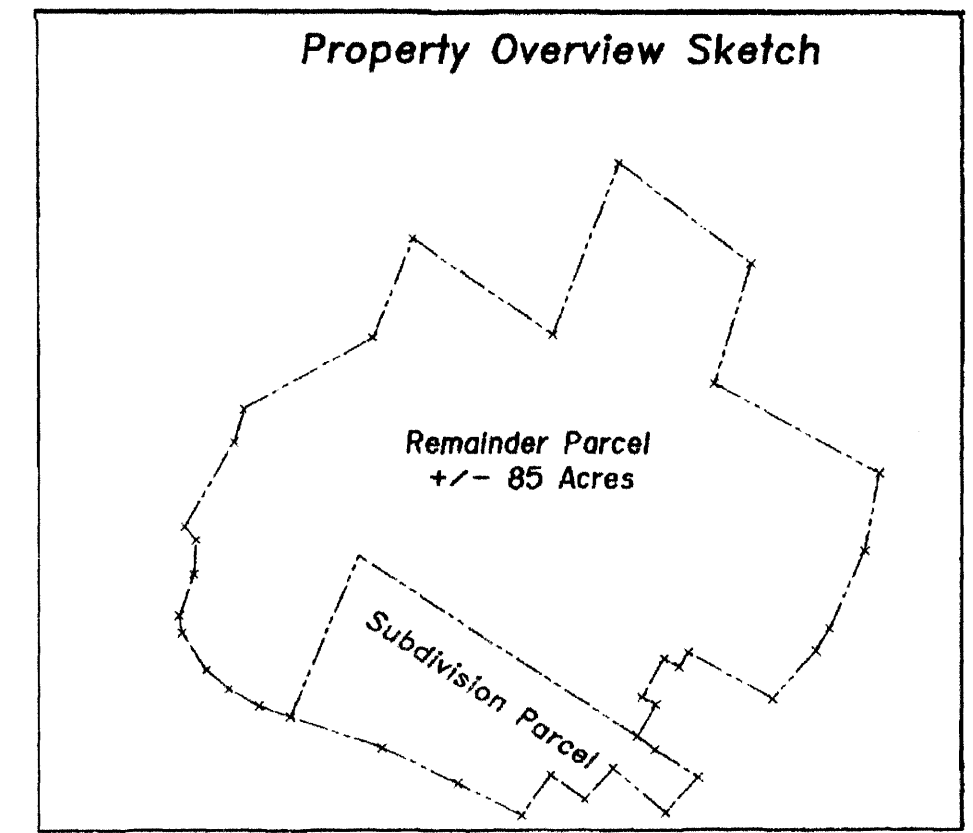 Property Overview Sketch
Remainder Parcel
+/- 85 Acres
Subdivision Parcel